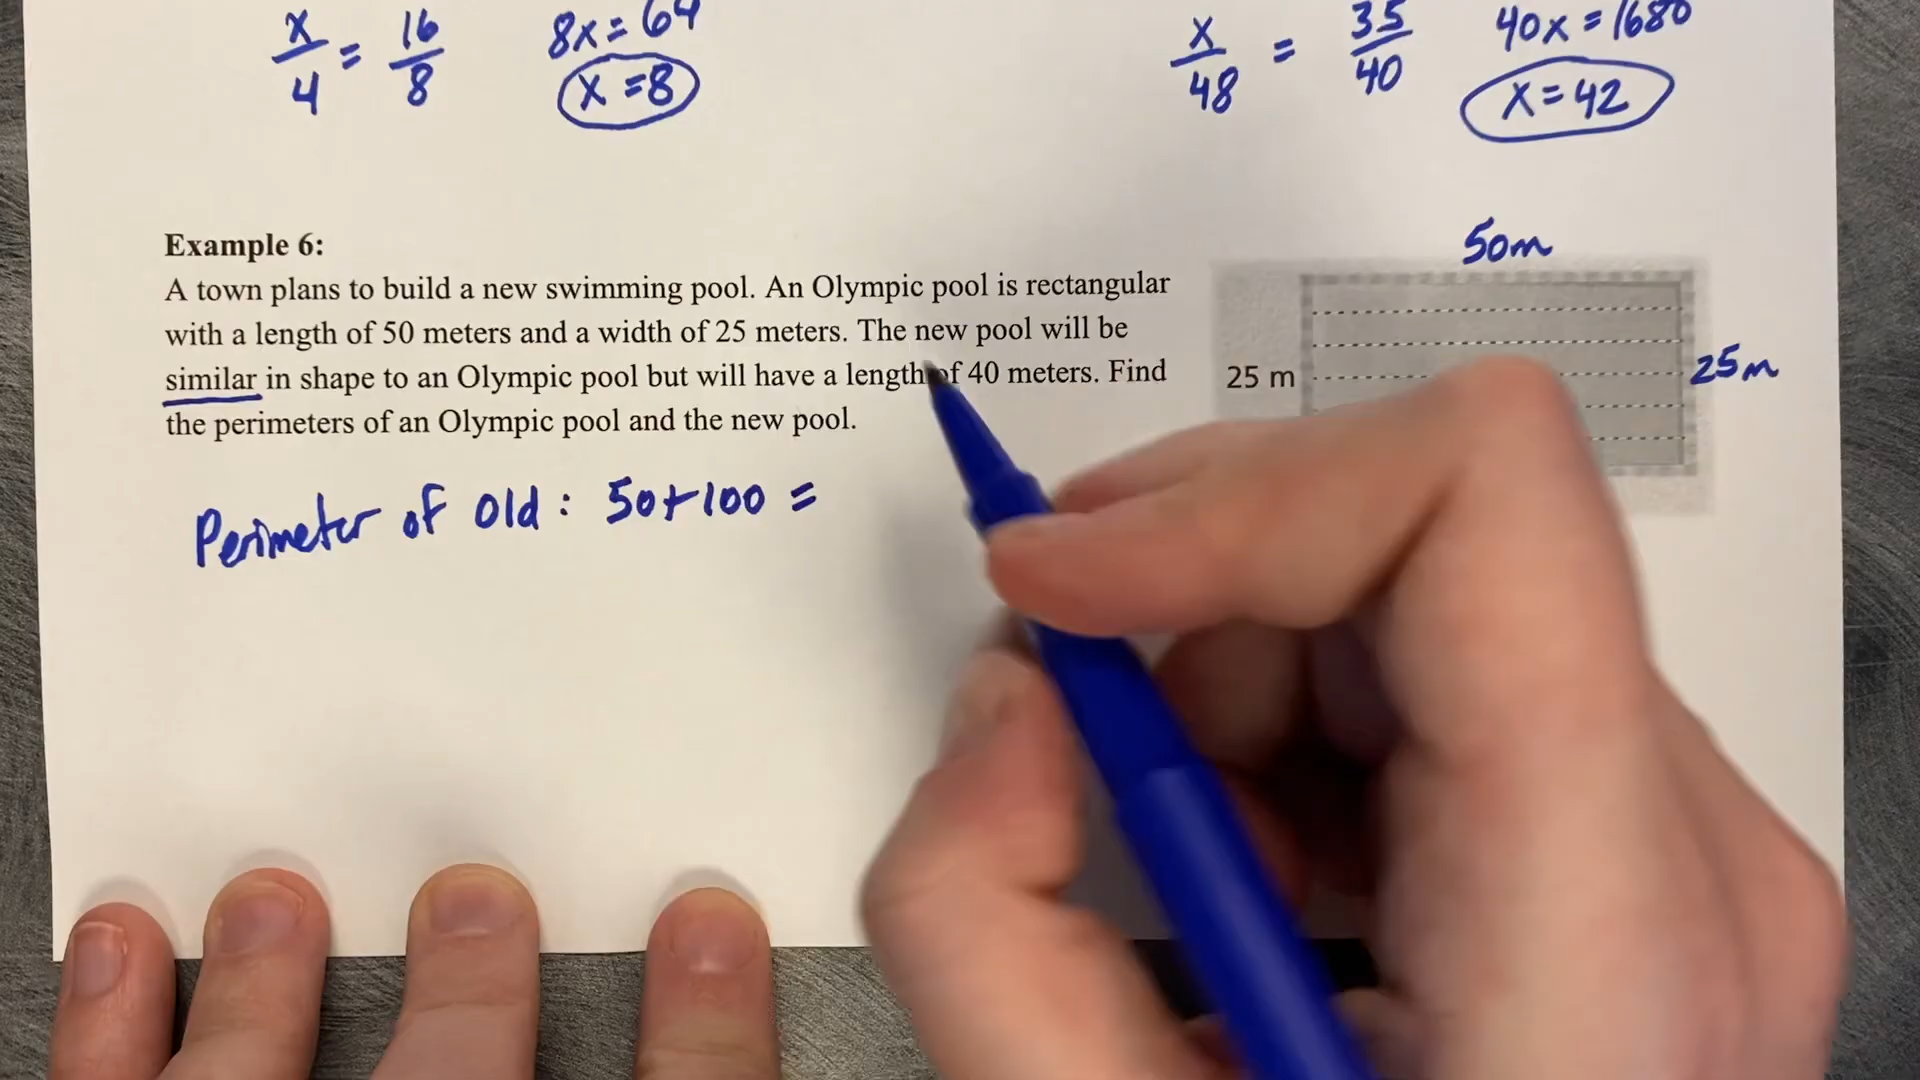 x/4 = 16/8 8x = 64 x = 8
x/48 = 35/40 40x = 1680 x = 42
Example 6:
A town plans to build a new swimming pool. An Olympic pool is rectangular
with a length of 50 meters and a width of 25 meters. The new pool will be
similar in shape to an Olympic pool but will have a length of 40 meters. Find
the perimeters of an Olympic pool and the new pool.
50m
25 m
25m
Perimeter of Old: 50+100 =